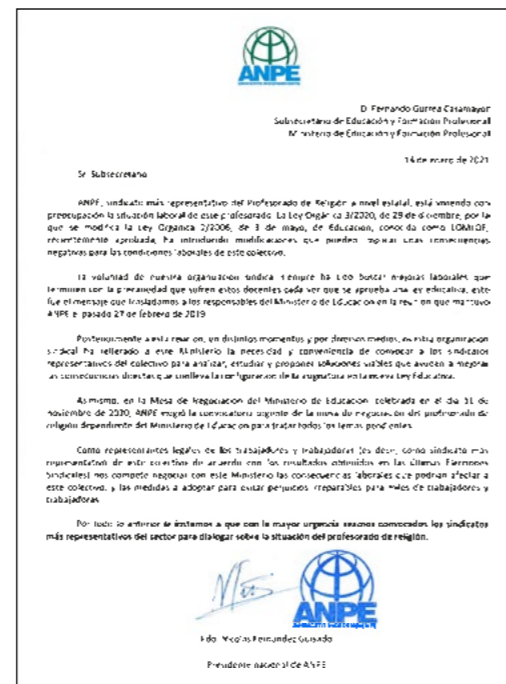 ANPE
D. Fernando Gurrea Casamayor
Subsecretario de Educación y Formación Profesional
Ministerio de Educación y Formación Profesional
14 de enero de 2021
Sr. Subsecretario
ANPE, sindicato más representativo del Profesorado de Religión a nivel estatal, está viviendo con
preocupación la situación laboral de este profesorado. La Ley Orgánica 3/2020, de 29 de diciembre, por la
que se modifica la Ley Orgánica 2/2006, de 3 de mayo, de Educación, conocida como LOMLOE,
recientemente aprobada, ha introducido modificaciones que pueden implicar unas consecuencias
negativas para las condiciones laborales de este colectivo.
La voluntad de nuestra organización sindical siempre ha sido buscar mejoras laborales que
terminen con la precariedad que sufren estos docentes cada vez que se aprueba una ley educativa, este
fue el mensaje que trasladamos a los responsables del Ministerio de Educación en la reunión que mantuvo
ANPE el pasado 27 de febrero de 2019
Posteriormente a esta reunión, en distintos momentos y por diversos medios, nuestra organización
sindical ha reiterado a este Ministerio la necesidad y conveniencia de convocar a los sindicatos
representativos del colectivo para analizar, estudiar y proponer soluciones viables que ayuden a mejorar
las consecuencias directas que conlleva la configuración de la asignatura en la nueva Ley Educativa.
Asimismo, en la Mesa de Negociación del Ministerio de Educación celebrada en el día
noviembre de 2020, ANPE exigió la convocatoria urgente de la mesa de negociación del profesorado de
religión dependiente del Ministerio de Educación para tratar todos los temas pendientes.
Como representantes legales de los trabajadores y trabajadoras (es decir, como sindicato más
representativo de este colectivo de acuerdo con los resultados obtenidos en las últimas Elecciones
Sindicales) nos compete negociar con este Ministerio las consecuencias laborales que podrían afectar a
este colectivo, y las medidas a adoptar para evitar perjuicios irreparables para miles de trabajadores y
trabajadoras
Por todo lo anterior le instamos a que con la mayor urgencia seamos convocados los sindicatos
más representativos del sector para dialogar sobre la situación del profesorado de religión.
ANPE
Fdo. Nicolás Fernández Guisado
Presidente nacional de ANPE